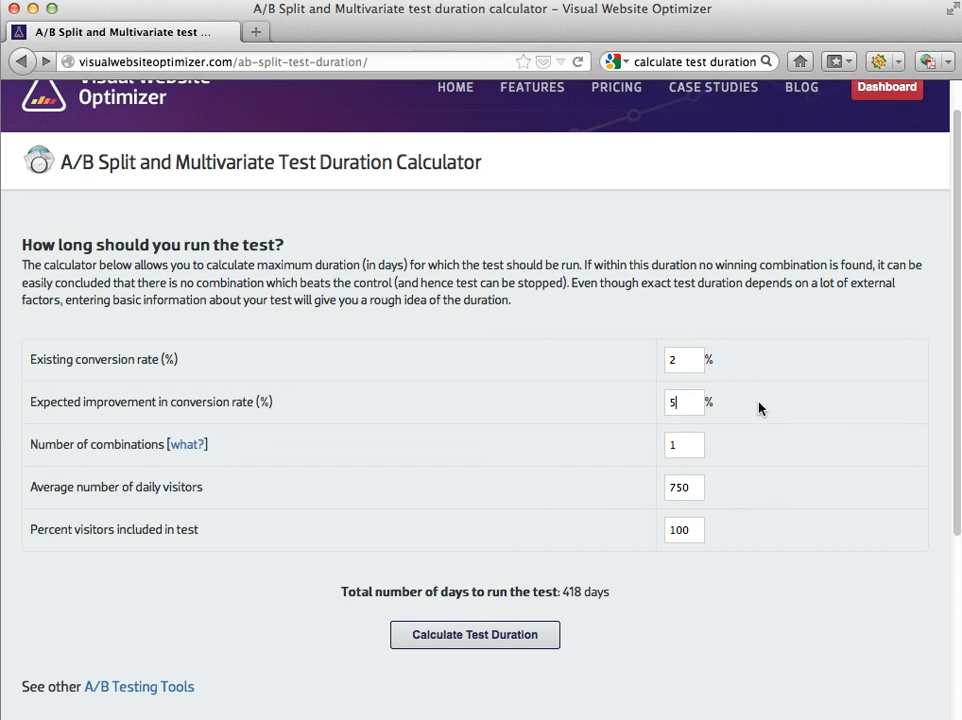 A/B Split and Multivariate test duration calculator – Visual Website Optimizer
A/B Split and Multivariate test ...
visualwebsiteoptimizer.com/ab-split-test-duration/
calculate test duration
Visual Website
Optimizer
HOME FEATURES PRICING CASE STUDIES BLOG Dashboard
A/B Split and Multivariate Test Duration Calculator
How long should you run the test?
The calculator below allows you to calculate maximum duration (in days) for which the test should be run. If within this duration no winning combination is found, it can be
easily concluded that there is no combination which beats the control (and hence test can be stopped). Even though exact test duration depends on a lot of external
factors, entering basic information about your test will give you a rough idea of the duration.
Existing conversion rate (%) 2 %
Expected improvement in conversion rate (%) 5 %
Number of combinations [what?] 1
Average number of daily visitors 750
Percent visitors included in test 100
Total number of days to run the test: 418 days
Calculate Test Duration
See other A/B Testing Tools